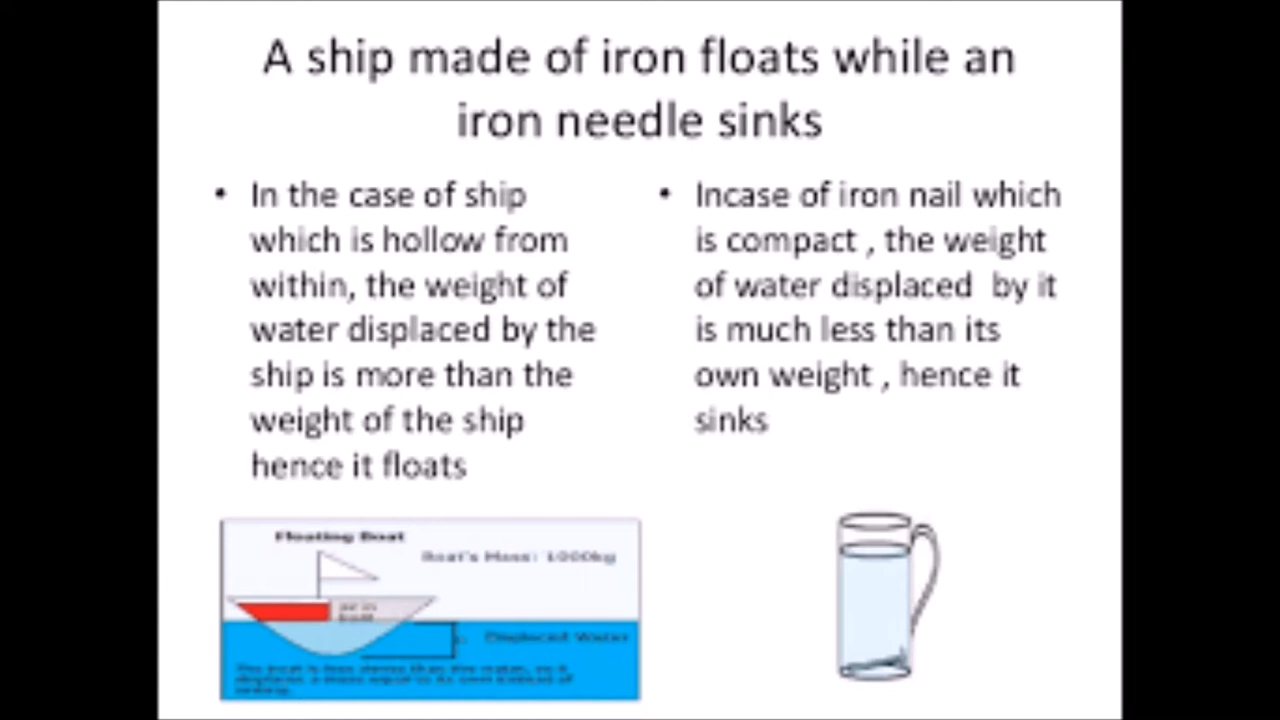 A ship made of iron floats while an
iron needle sinks
• In the case of ship
which is hollow from
within, the weight of
water displaced by the
ship is more than the
weight of the ship
hence it floats
• Incase of iron nail which
is compact , the weight
of water displaced by it
is much less than its
own weight , hence it
sinks
Floating Boat
Boat's Mass: 1000kg
Displaced Water